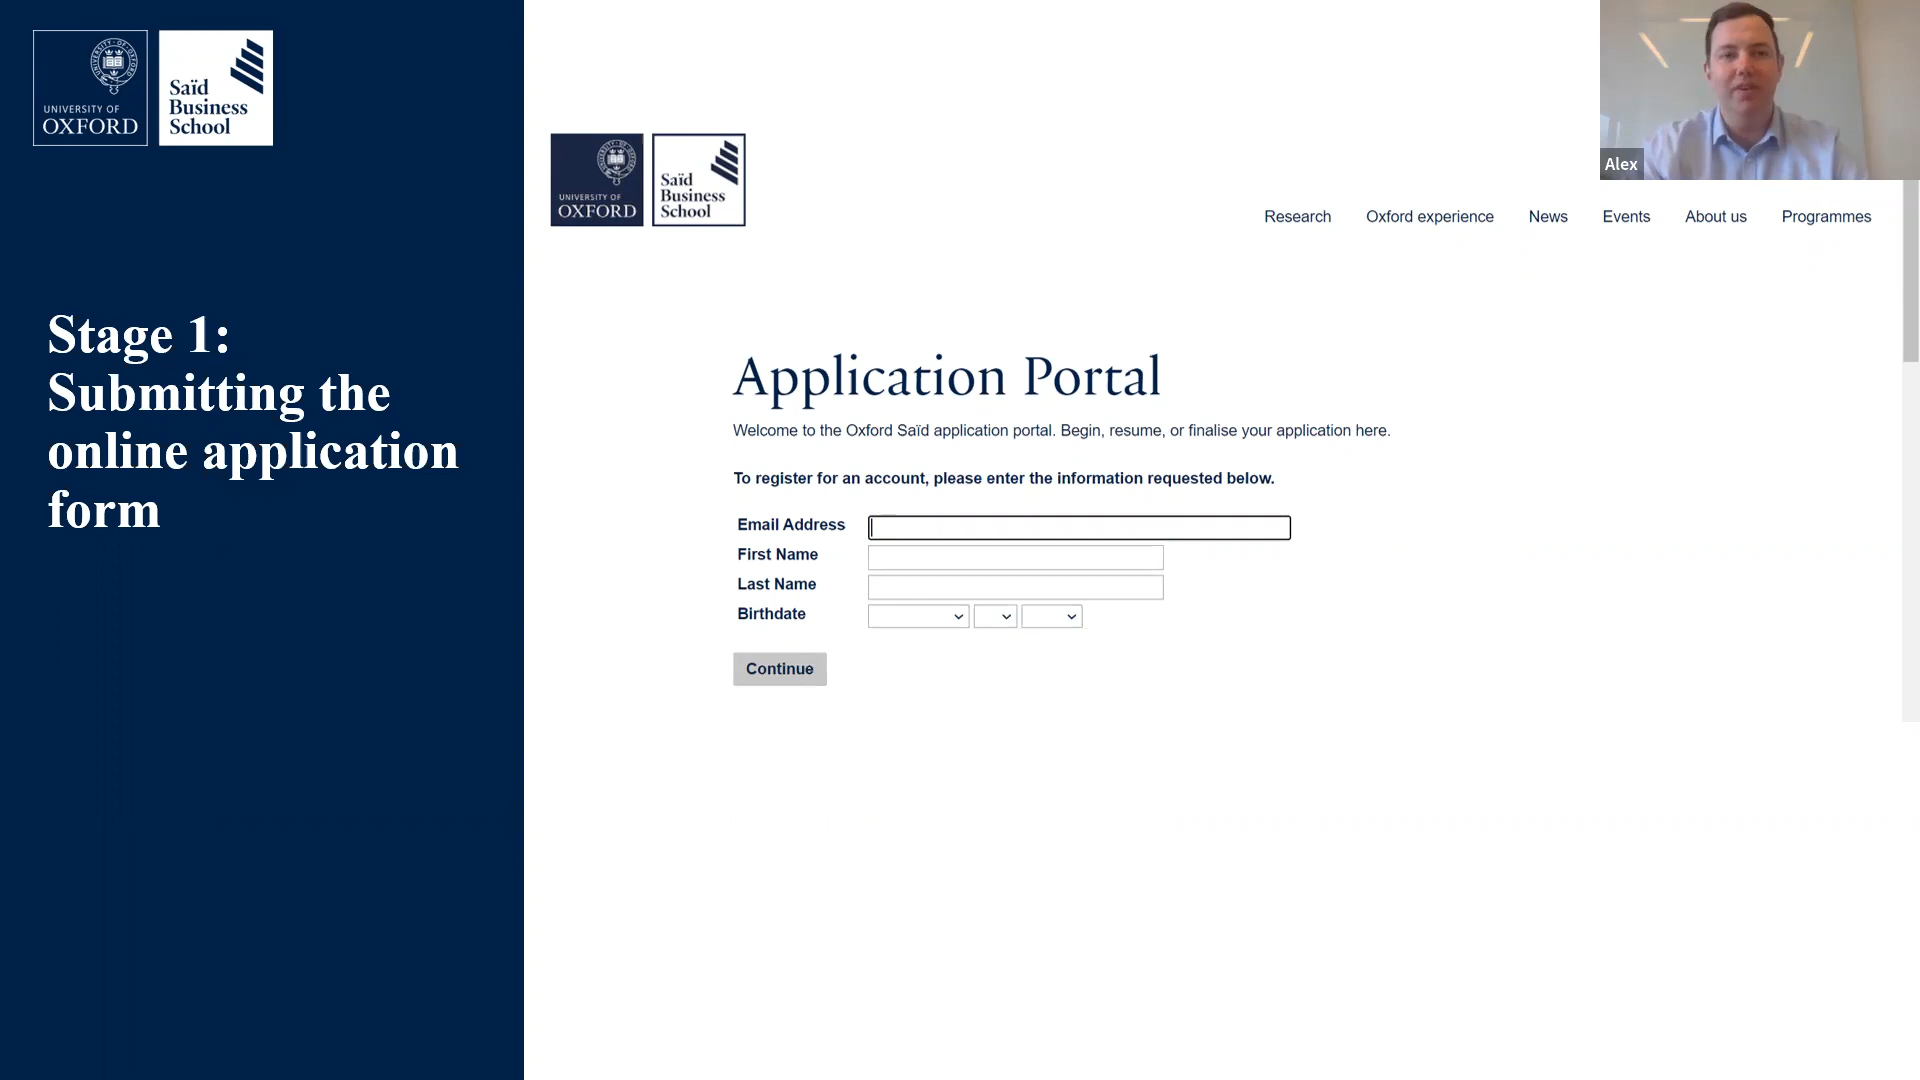 UNIVERSITY OF
OXFORD
Saïd
Business
School
Stage 1:
Submitting the
online application
form
UNIVERSITY OF
OXFORD
Saïd
Business
School
Alex
Research Oxford experience News Events About us Programmes
Application Portal
Welcome to the Oxford Saïd application portal. Begin, resume, or finalise your application here.
To register for an account, please enter the information requested below.
Email Address
First Name
Last Name
Birthdate
Continue